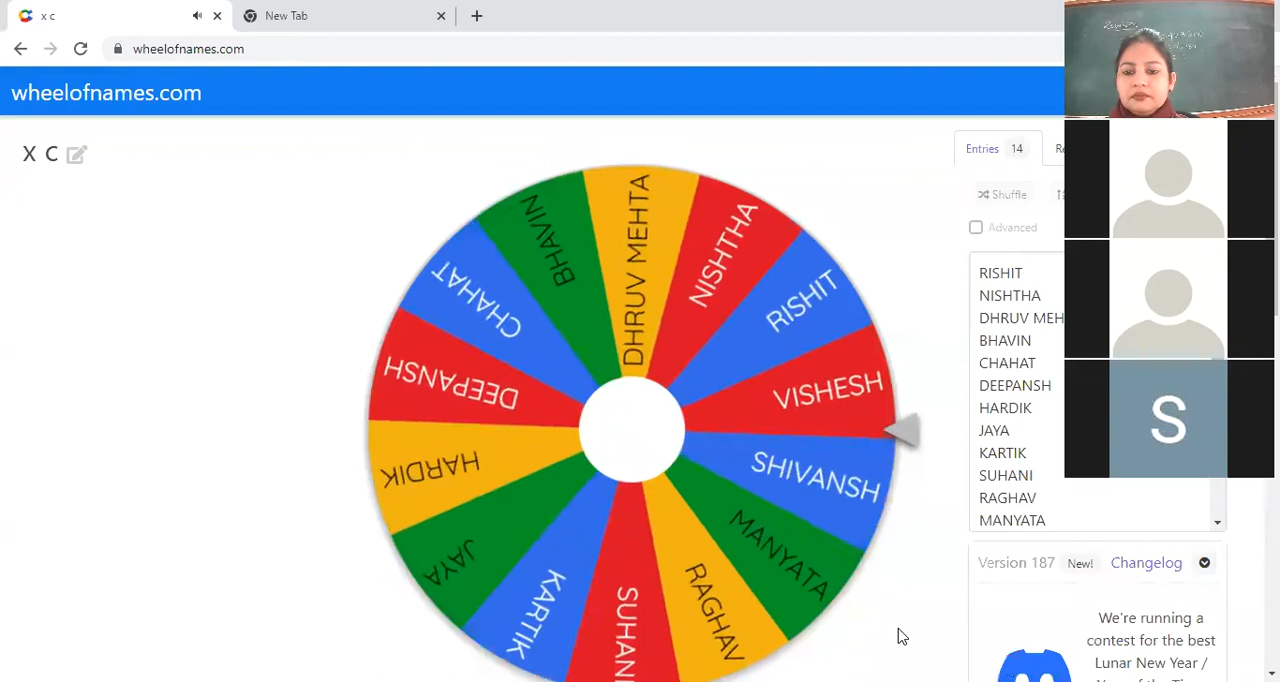 x c
New Tab
wheelofnames.com
wheelofnames.com
X C
Entries 14
Re
Shuffle
Advanced
RISHIT
NISHTHA
DHRUV MEH
BHAVIN
CHAHAT
DEEPANSH
HARDIK
JAYA
KARTIK
SUHANI
RAGHAV
MANYATA
DHRUV MEHTA
NISHTHA
RISHIT
VISHESH
SHIVANSH
MANYATA
RAGHAV
SUHANI
KARTIK
JAYA
HARDIK
DEEPANSH
CHAHAT
BHAVIN
S
Version 187 New! Changelog
We're running a
contest for the best
Lunar New Year /